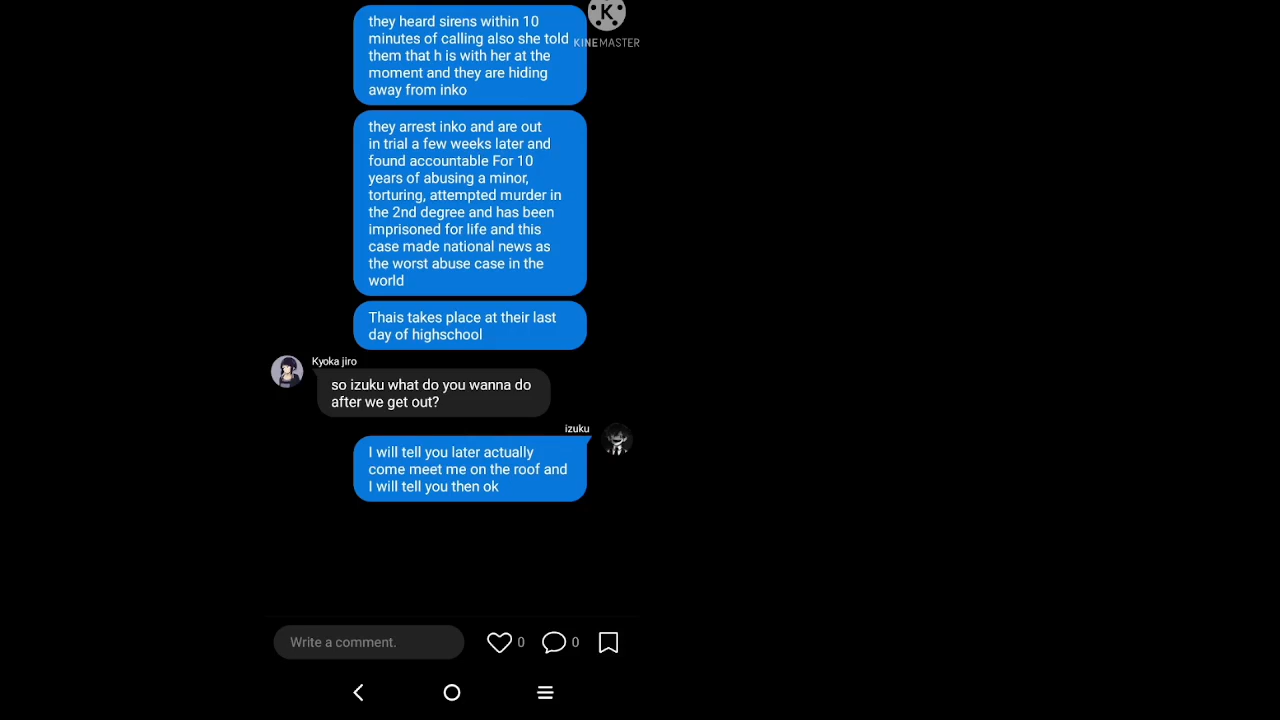 they heard sirens within 10
minutes of calling also she told
them that h is with her at the
moment and they are hiding
away from inko
K
KINEMASTER
they arrest inko and are out
in trial a few weeks later and
found accountable For 10
years of abusing a minor,
torturing, attempted murder in
the 2nd degree and has been
imprisoned for life and this
case made national news as
the worst abuse case in the
world
Thais takes place at their last
day of highschool
Kyoka jiro
so izuku what do you wanna do
after we get out?
izuku
I will tell you later actually
come meet me on the roof and
I will tell you then ok
Write a comment.
0
0